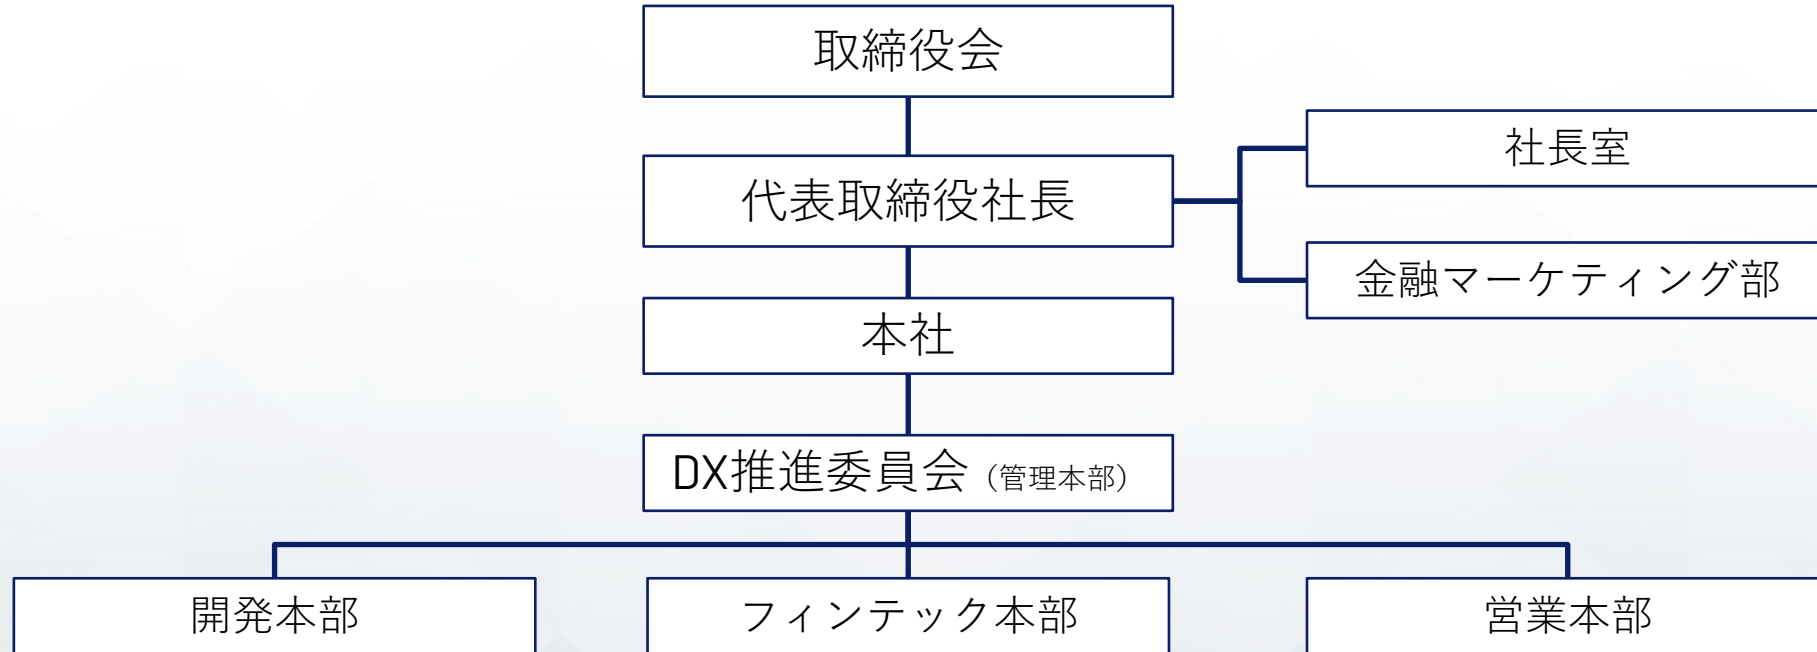 取締役会
代表取締役社長
社長室
金融マーケティング部
本社
DX推進委員会（管理本部）
開発本部
フィンテック本部
営業本部